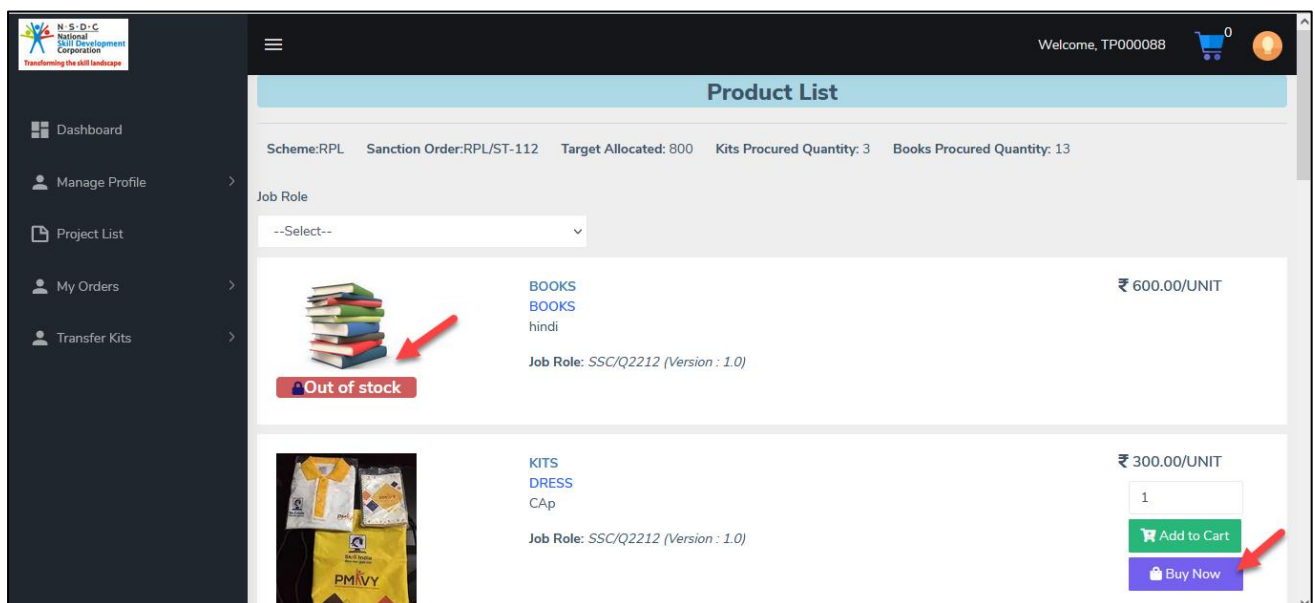 N·S·D·C
National
Skill Development
Corporation
Transforming the skill landscape
Welcome, TP000088
0
Product List
Dashboard
Manage Profile
Project List
My Orders
Transfer Kits
Scheme:RPL Sanction Order:RPL/ST-112 Target Allocated: 800 Kits Procured Quantity: 3 Books Procured Quantity: 13
Job Role
--Select--
BOOKS
BOOKS
hindi
Job Role: SSC/Q2212 (Version : 1.0)
₹ 600.00/UNIT
Out of stock
KITS
DRESS
CAp
Job Role: SSC/Q2212 (Version : 1.0)
₹ 300.00/UNIT
1
Add to Cart
Buy Now
Skill India
PMKVY